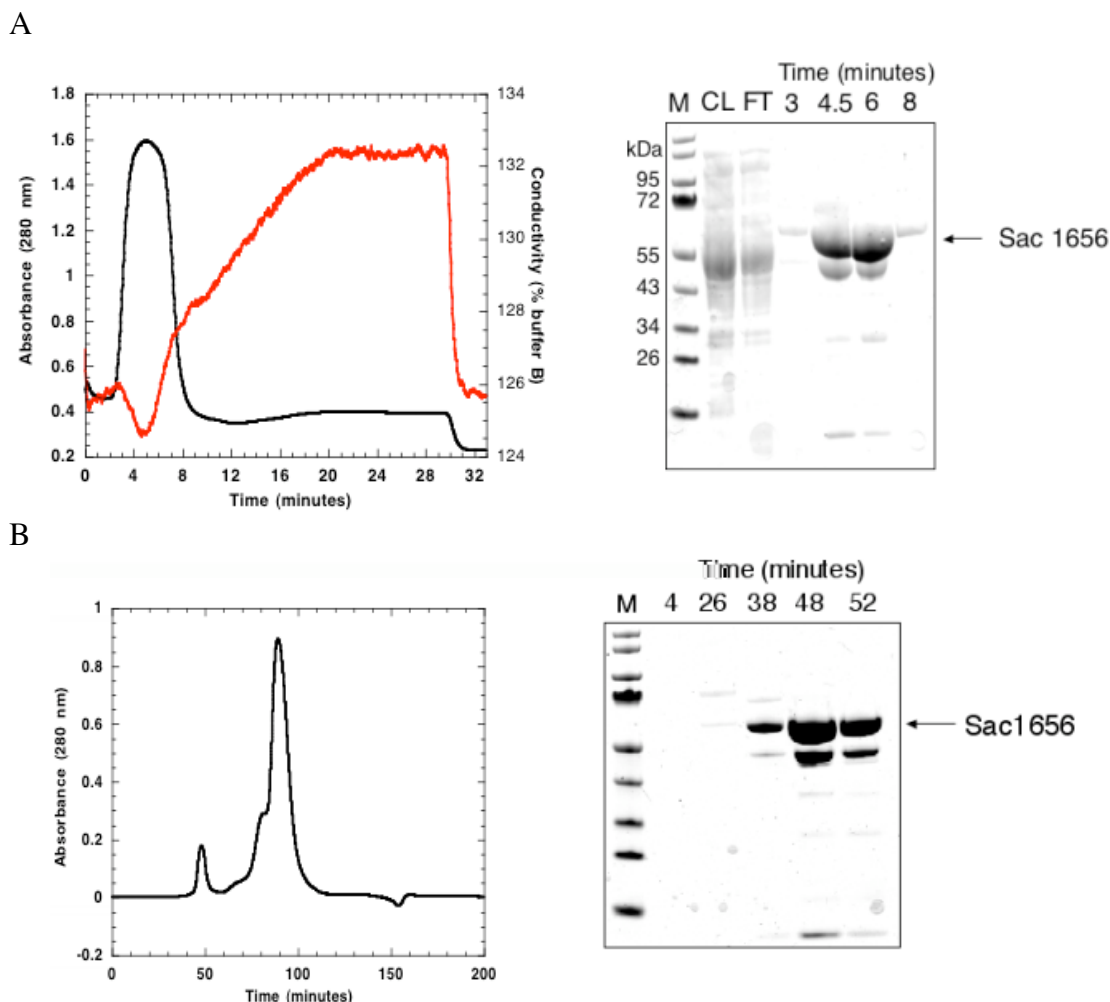 A
Time (minutes)
M CL FT 3 4.5 6 8
kDa
95
72
55
43
34
26
Sac 1656
1.8
1.6
1.4
1.2
1
0.8
0.6
0.4
0.2
Absorbance (280 nm)
134
132
130
128
126
124
Conductivity (% buffer B)
0 4 8 12 16 20 24 28 32
Time (minutes)
B
Time (minutes)
M 4 26 38 48 52
Sac1656
1
0.8
0.6
0.4
0.2
0
-0.2
Absorbance (280 nm)
0 50 100 150 200
Time (minutes)